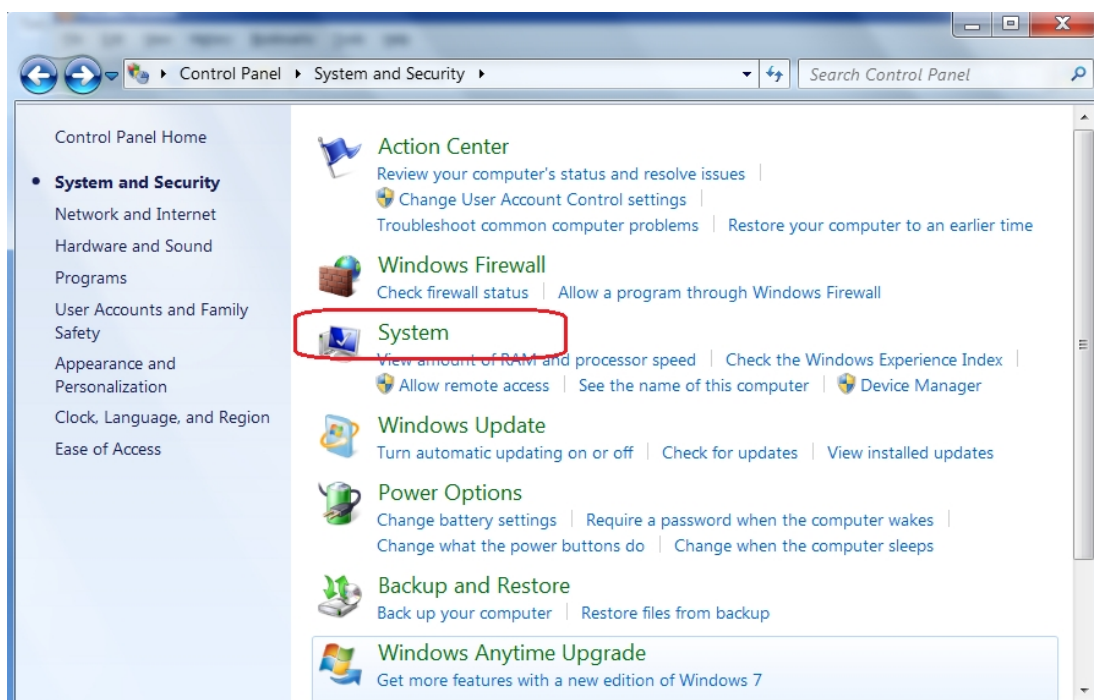 Control Panel System and Security Search Control Panel
Control Panel Home
System and Security
Network and Internet
Hardware and Sound
Programs
User Accounts and Family
Safety
Appearance and
Personalization
Clock, Language, and Region
Ease of Access
Action Center
Review your computer's status and resolve issues
Change User Account Control settings
Troubleshoot common computer problems Restore your computer to an earlier time
Windows Firewall
Check firewall status Allow a program through Windows Firewall
System
View amount of RAM and processor speed Check the Windows Experience Index
Allow remote access See the name of this computer Device Manager
Windows Update
Turn automatic updating on or off Check for updates View installed updates
Power Options
Change battery settings Require a password when the computer wakes
Change what the power buttons do Change when the computer sleeps
Backup and Restore
Back up your computer Restore files from backup
Windows Anytime Upgrade
Get more features with a new edition of Windows 7